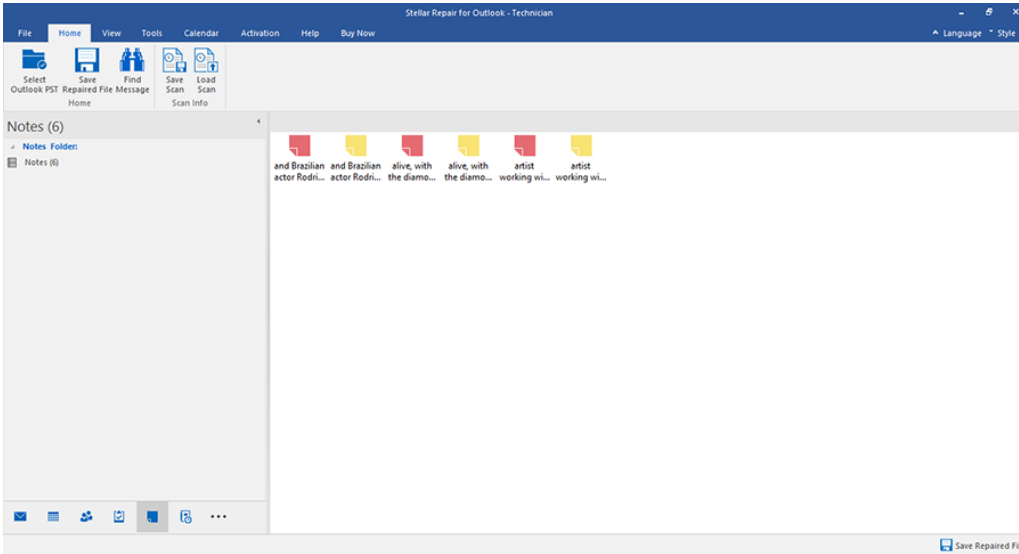 Stellar Repair for Outlook - Technician
File Home View Tools Calendar Activation Help Buy Now Language Style
Select Outlook PST
Save Repaired File
Find Message
Save Scan
Load Scan
Home Scan Info
Notes (6)
Notes Folder:
Notes (6)
and Brazilian actor Rodri...
and Brazilian actor Rodri...
alive, with the diamo...
alive, with the diamo...
artist working wi...
artist working wi...
Save Repaired Fi